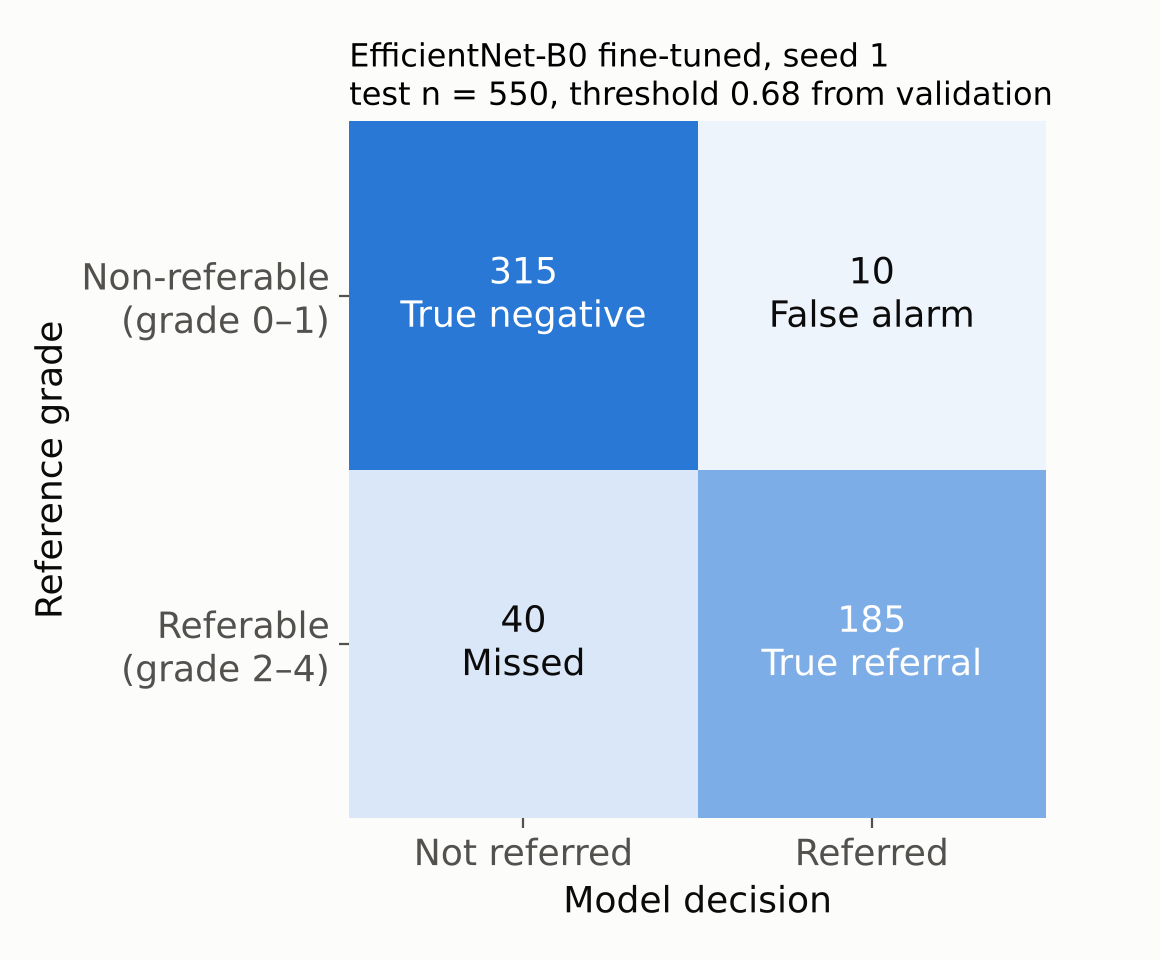 EfficientNet-B0 fine-tuned, seed 1
test n = 550, threshold 0.68 from validation
Reference grade
Non-referable
(grade 0–1)
315
True negative
10
False alarm
Referable
(grade 2–4)
40
Missed
185
True referral
Not referred
Referred
Model decision